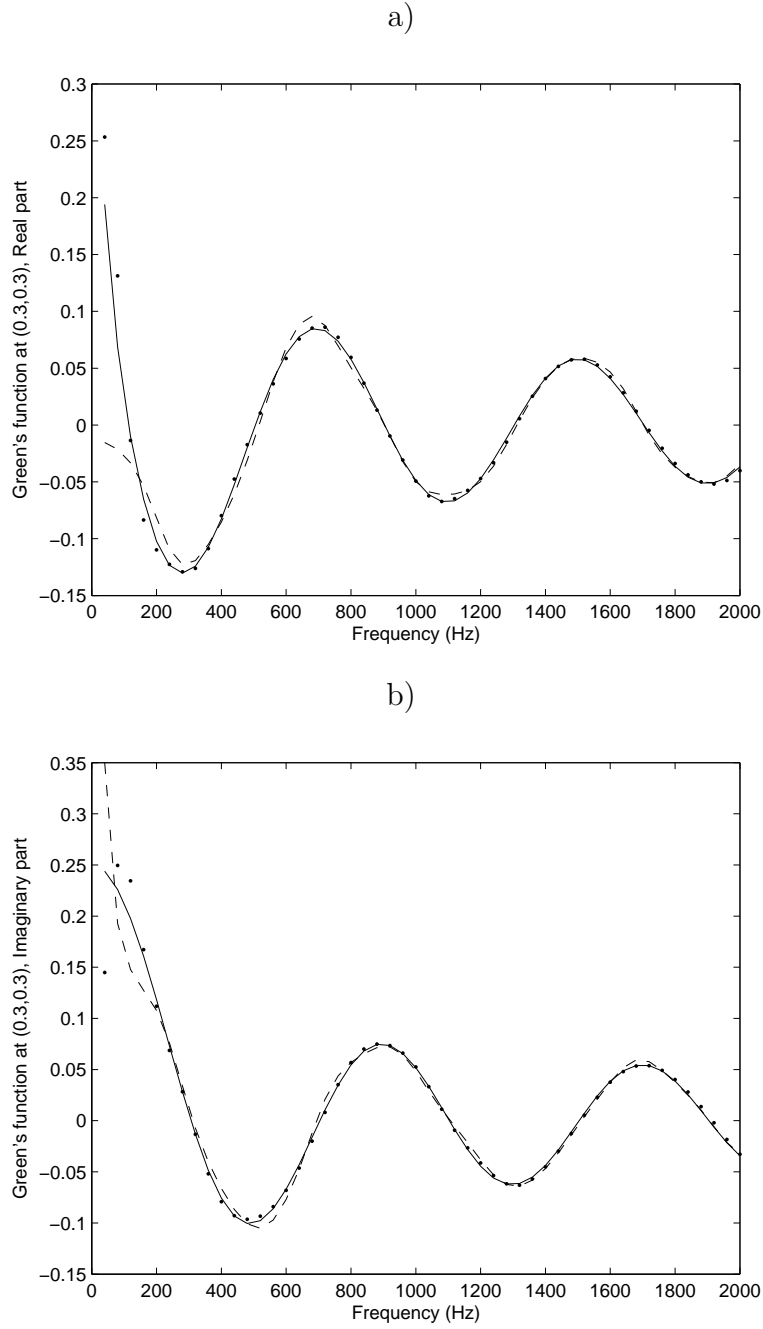 a)
0.3
0.25
0.2
0.15
0.1
0.05
0
−0.05
−0.1
−0.15
Green's function at (0.3,0.3), Real part
0 200 400 600 800 1000 1200 1400 1600 1800 2000
Frequency (Hz)
b)
0.35
0.3
0.25
0.2
0.15
0.1
0.05
0
−0.05
−0.1
−0.15
Green's function at (0.3,0.3), Imaginary part
0 200 400 600 800 1000 1200 1400 1600 1800 2000
Frequency (Hz)